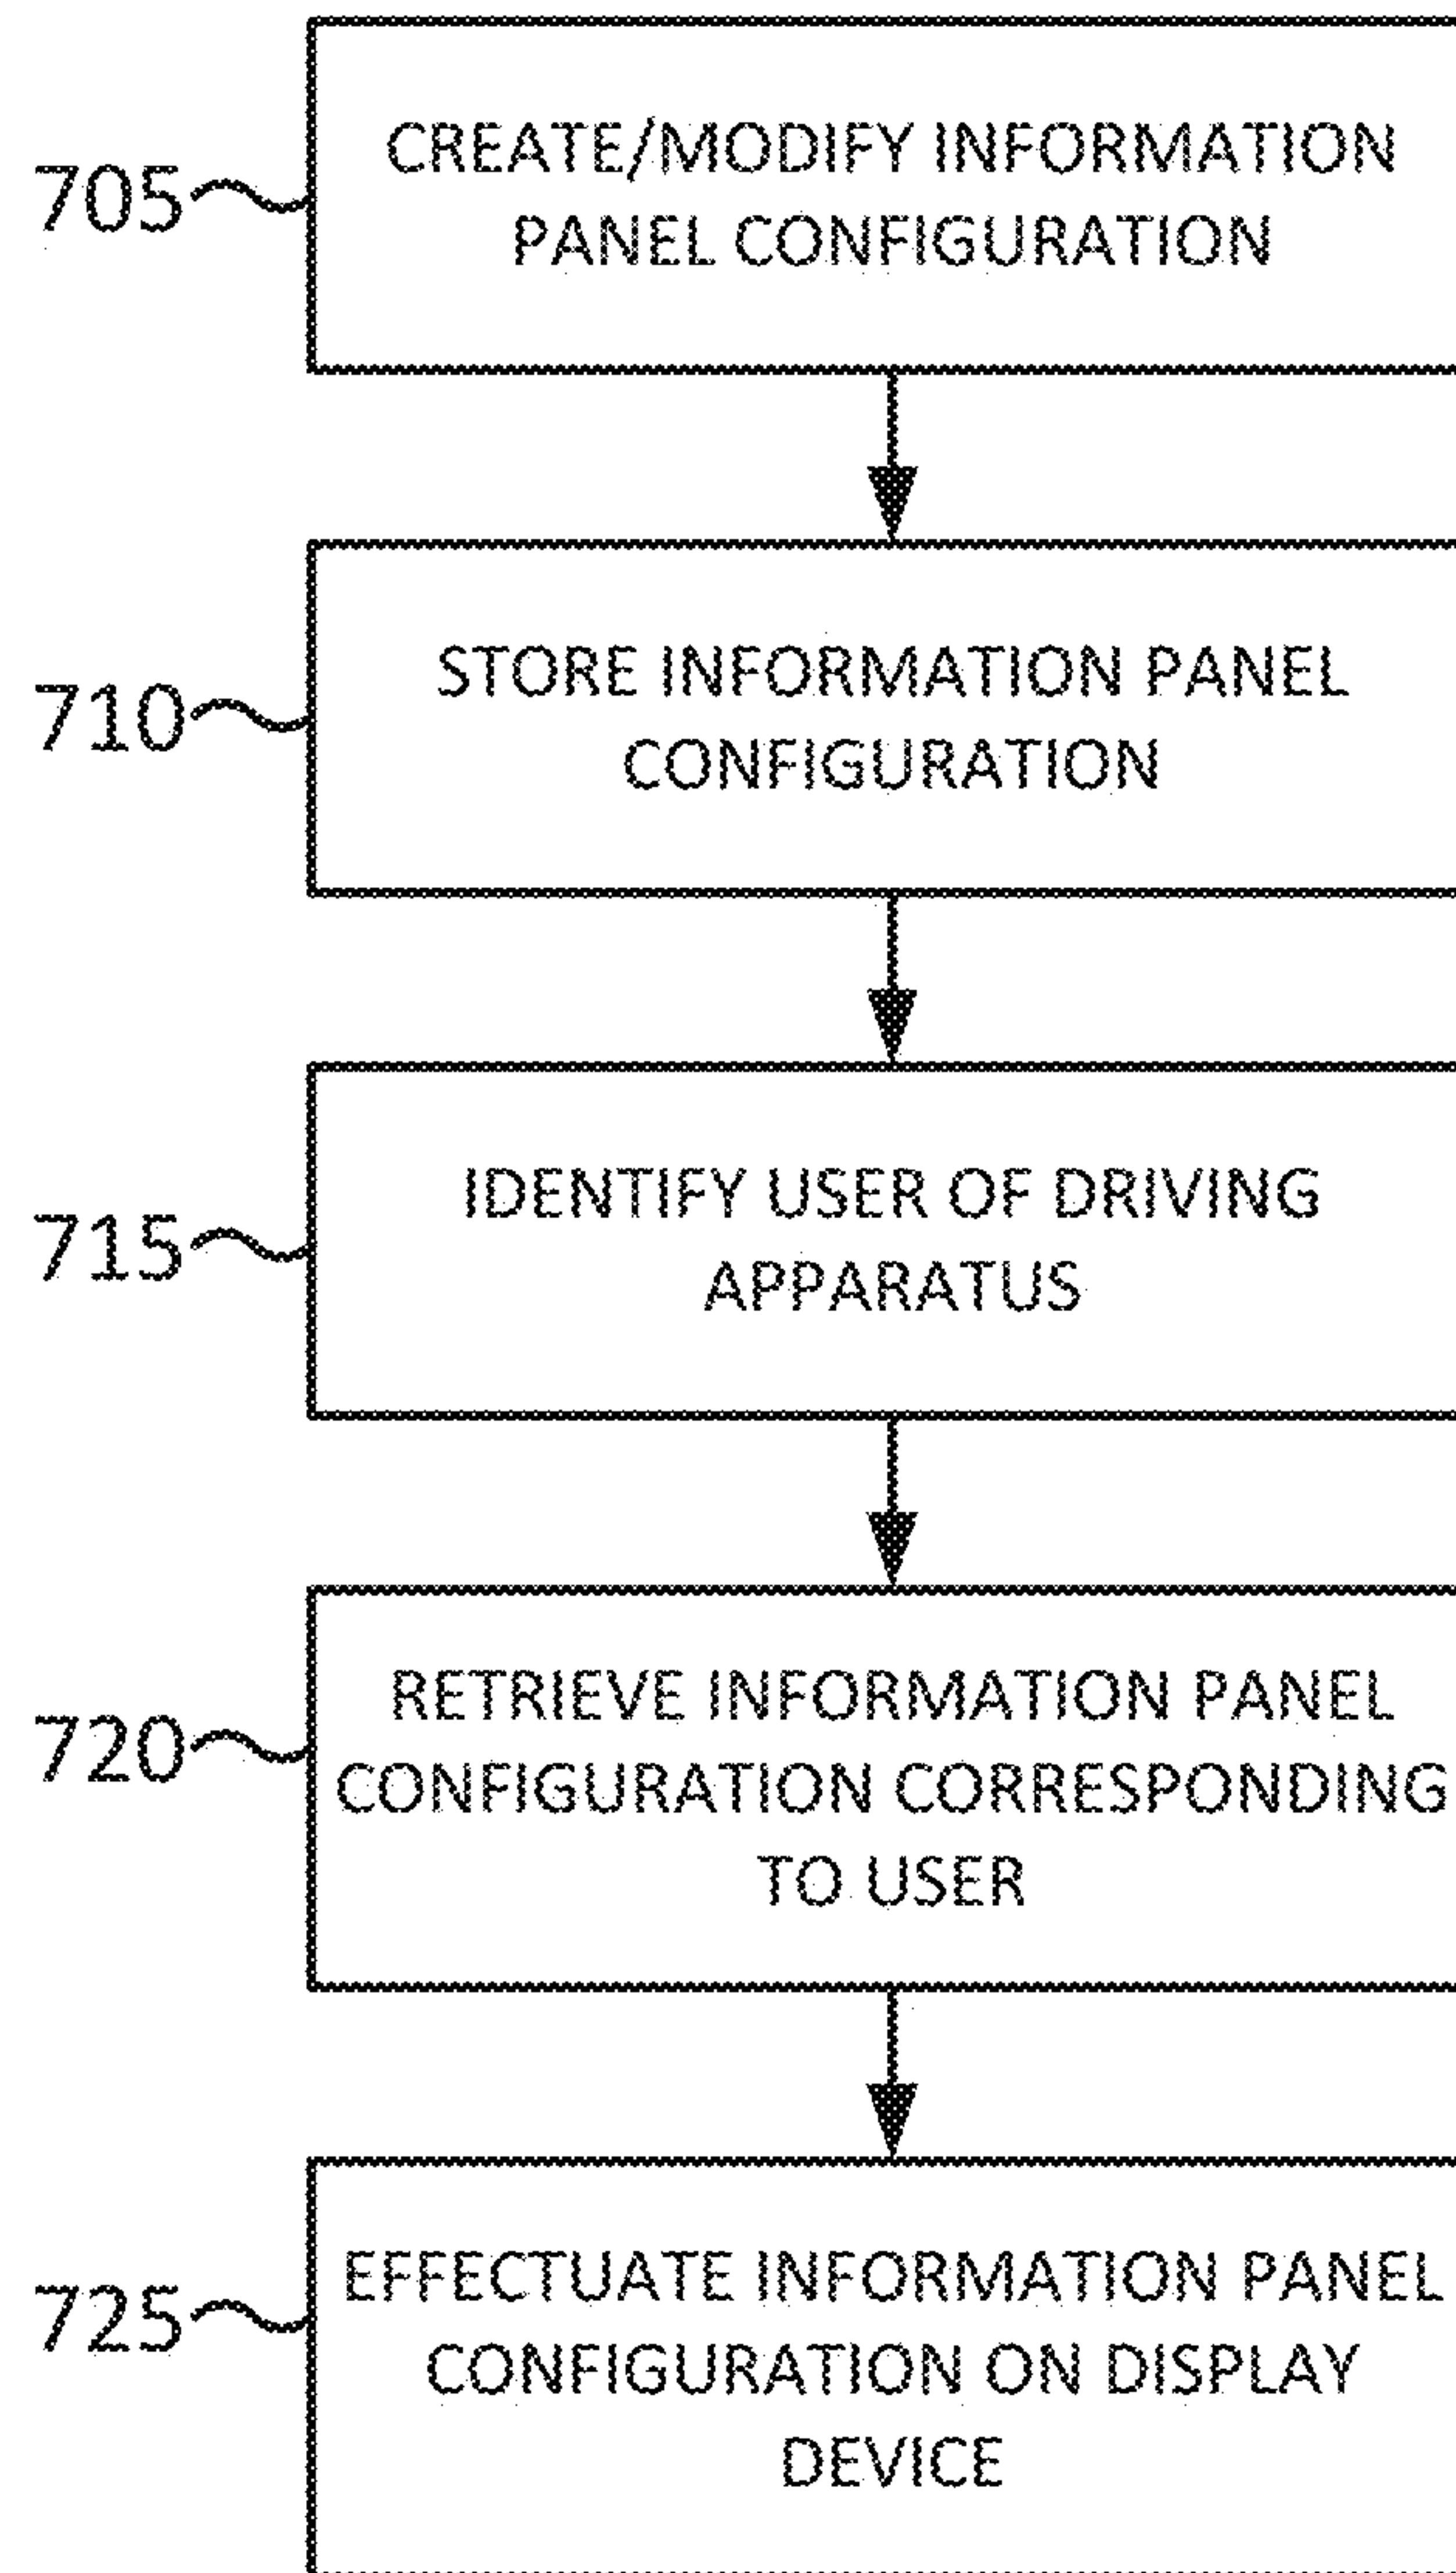 705
CREATE/MODIFY INFORMATION
PANEL CONFIGURATION
710
STORE INFORMATION PANEL
CONFIGURATION
715
IDENTIFY USER OF DRIVING
APPARATUS
720
RETRIEVE INFORMATION PANEL
CONFIGURATION CORRESPONDING
TO USER
725
EFFECTUATE INFORMATION PANEL
CONFIGURATION ON DISPLAY
DEVICE